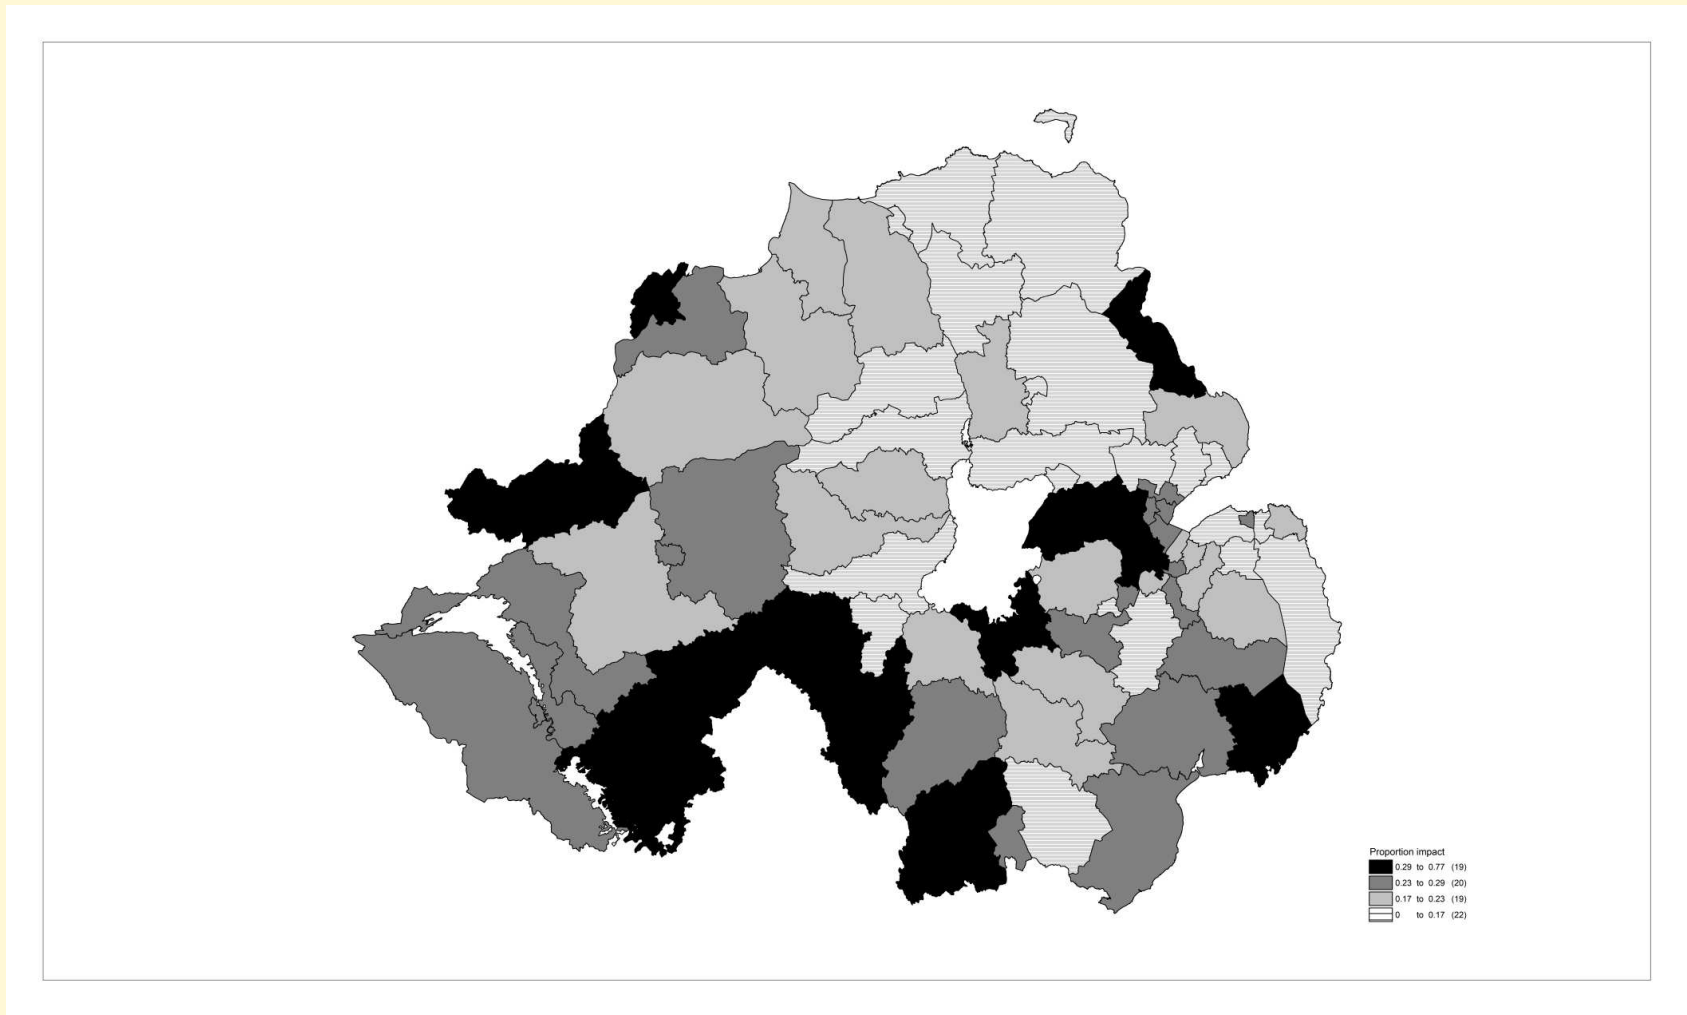 Proportion impact
0.29 to 0.77 (19)
0.23 to 0.29 (20)
0.17 to 0.23 (19)
0 to 0.17 (22)